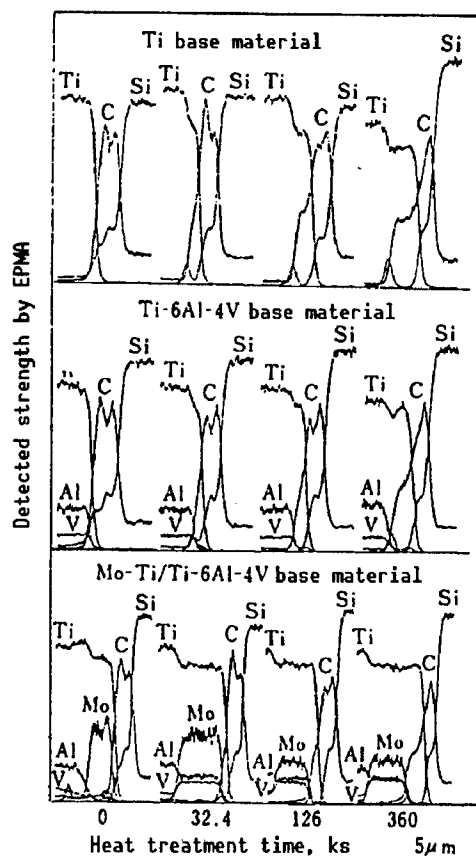 Ti base material
Ti C Si
Ti C Si
Ti C Si
Ti C Si
Ti-6Al-4V base material
C Si
Al
V
Ti C Si
Al
V
Ti C Si
Al
V
Ti C Si
Al
V
Mo-Ti/Ti-6Al-4V base material
Ti C Si
Mo
Al
V
Ti C Si
Mo
Al
V
Ti C Si
Mo
Al
V
Ti C Si
Mo
Al
V
0 32.4 126 360
Heat treatment time, ks 5μm
Detected strength by EPMA